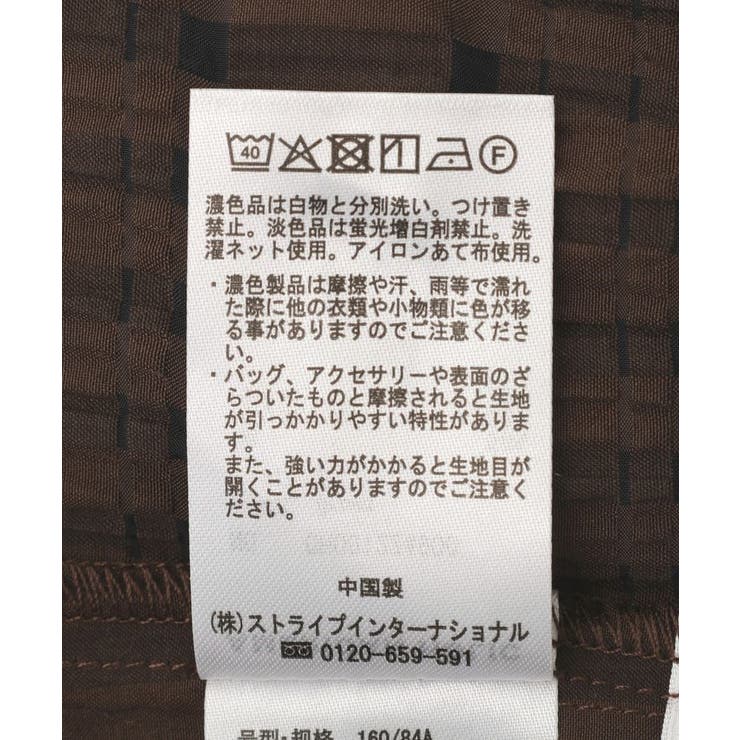 40 F
濃色品は白物と分別洗い。つけ置き
禁止。淡色品は蛍光増白剤禁止。洗
濯ネット使用。アイロンあて布使用。
・濃色製品は摩擦や汗、雨等で濡れ
た際に他の衣類や小物類に色が移
る事がありますのでご注意くださ
い。
・バッグ、アクセサリーや表面のざ
らついたものと摩擦されると生地
が引っかかりやすい特性がありま
す。
また、強い力がかかると生地目が
開くことがありますのでご注意く
ださい。
中国製
(株)ストライプインターナショナル
0120-659-591
号型・规格 160/84A